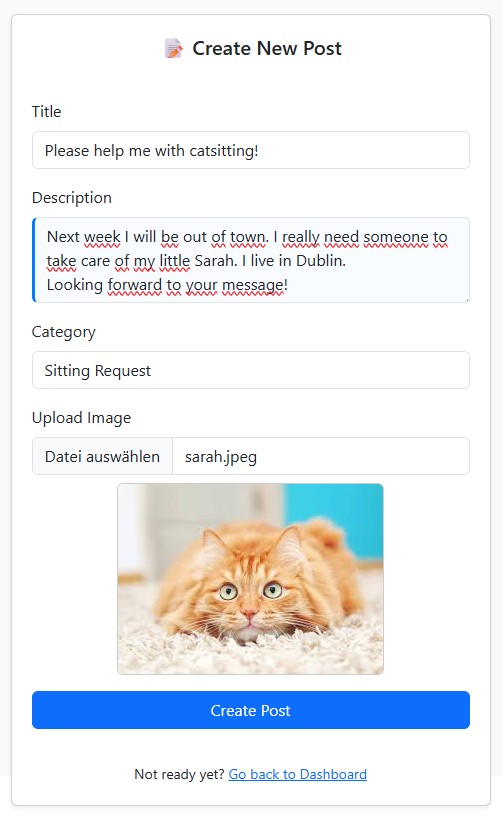 Create New Post
Title
Please help me with catsitting!
Description
Next week I will be out of town. I really need someone to
take care of my little Sarah. I live in Dublin.
Looking forward to your message!
Category
Sitting Request
Upload Image
Datei auswählen sarah.jpeg
Create Post
Not ready yet? Go back to Dashboard